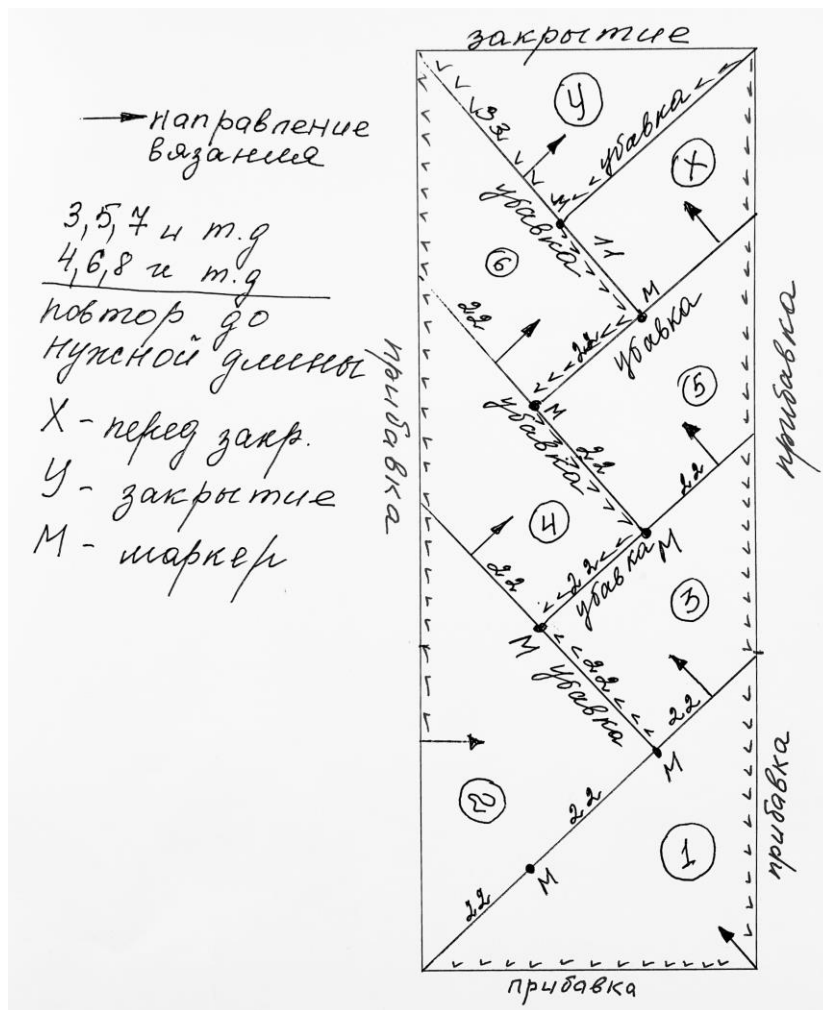 закрытие
направление
вязания
3,5,7 и т.д
4,6,8 и т.д
повтор до
нужной длины
X - перед закр.
У - закрытие
М - маркер
У
33
убавка
X
убавка
11
6
М
22
22
убавка
прибавка
прибавка
5
М
убавка
22
22
4
М
22
22
убавка
3
М
22
убавка
22
М
прибавка
2
22
1
М
22
прибавка